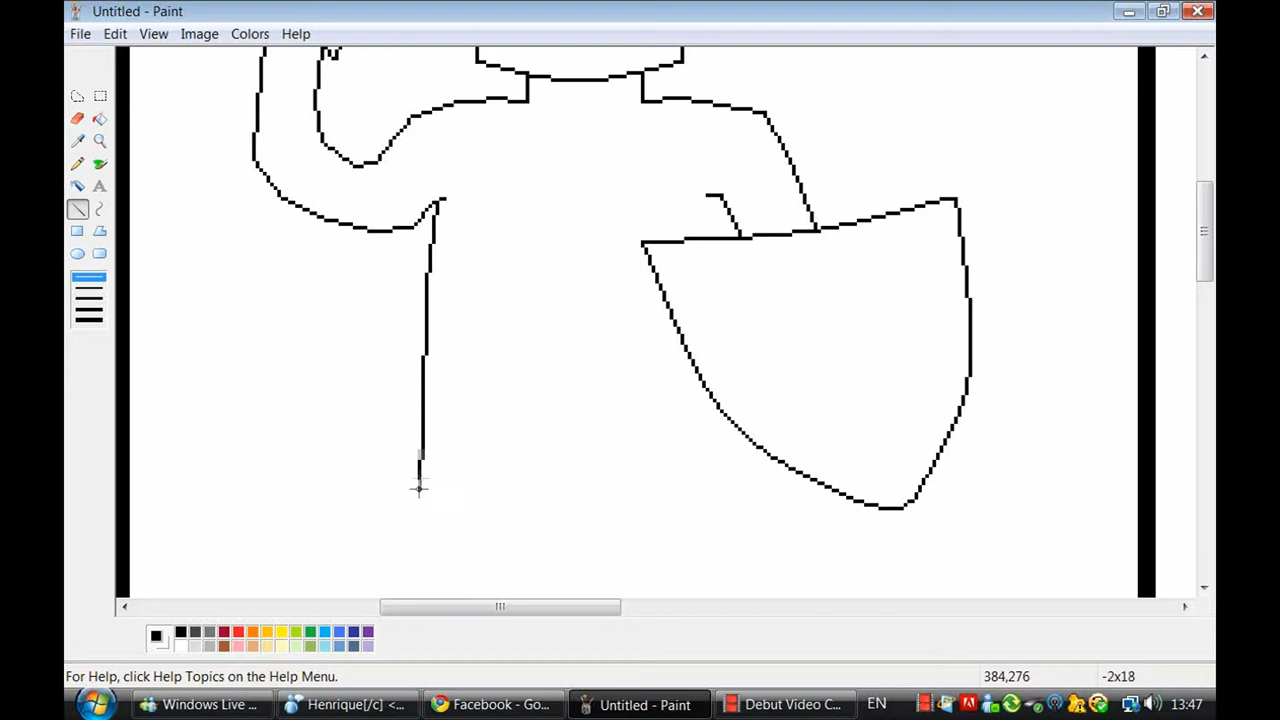 Untitled - Paint
File Edit View Image Colors Help
For Help, click Help Topics on the Help Menu. 384,276 -2x18
Windows Live ... Henrique[/c] <... Facebook - Go... Untitled - Paint Debut Video C... EN 13:47